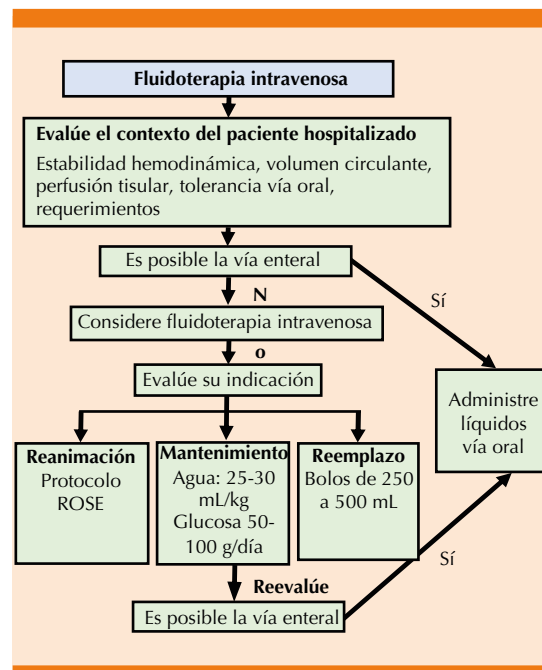 Fluidoterapia intravenosa
Evalúe el contexto del paciente hospitalizado
Estabilidad hemodinámica, volumen circulante,
perfusión tisular, tolerancia vía oral,
requerimientos
Es posible la vía enteral
N
Sí
Considere fluidoterapia intravenosa
o
Evalúe su indicación
Administre
líquidos
vía oral
Reanimación
Protocolo
ROSE
Mantenimiento
Agua: 25-30
mL/kg
Glucosa 50-
100 g/día
Reemplazo
Bolos de 250
a 500 mL
Reevalúe
Sí
Es posible la vía enteral